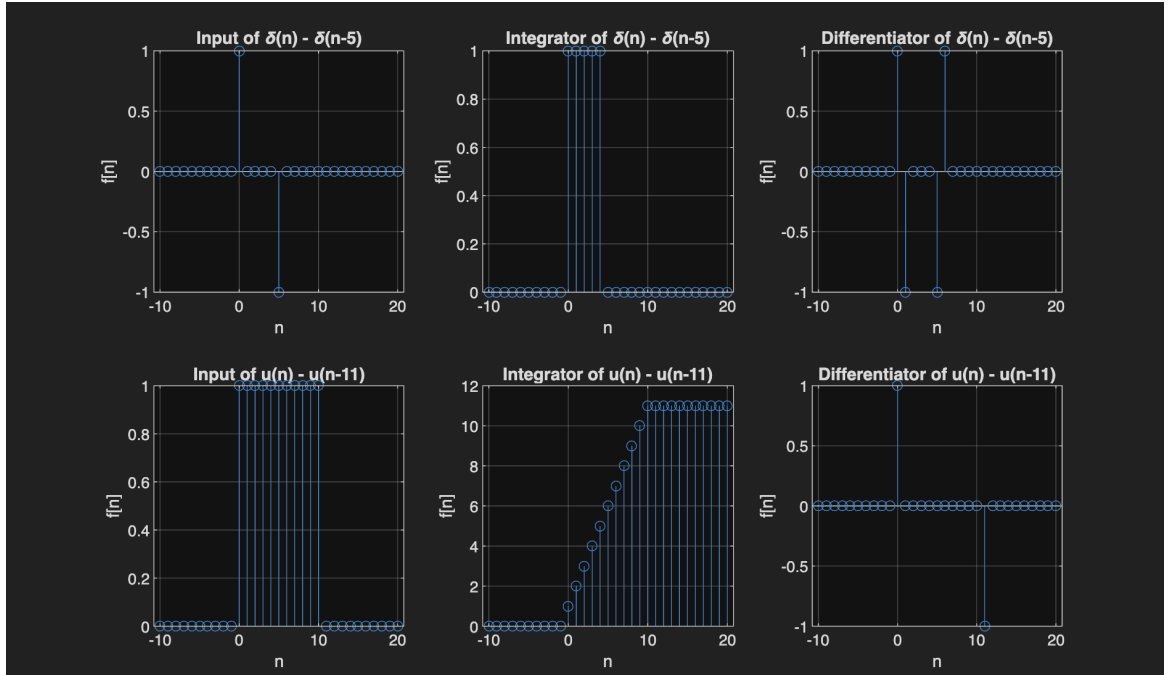 Input of δ(n) - δ(n-5)
1
0.5
0
-0.5
-1
f[n]
-10 0 10 20
n
Integrator of δ(n) - δ(n-5)
1
0.8
0.6
0.4
0.2
0
f[n]
-10 0 10 20
n
Differentiator of δ(n) - δ(n-5)
1
0.5
0
-0.5
-1
f[n]
-10 0 10 20
n
Input of u(n) - u(n-11)
1
0.8
0.6
0.4
0.2
0
f[n]
-10 0 10 20
n
Integrator of u(n) - u(n-11)
12
10
8
6
4
2
0
f[n]
-10 0 10 20
n
Differentiator of u(n) - u(n-11)
1
0.5
0
-0.5
-1
f[n]
-10 0 10 20
n